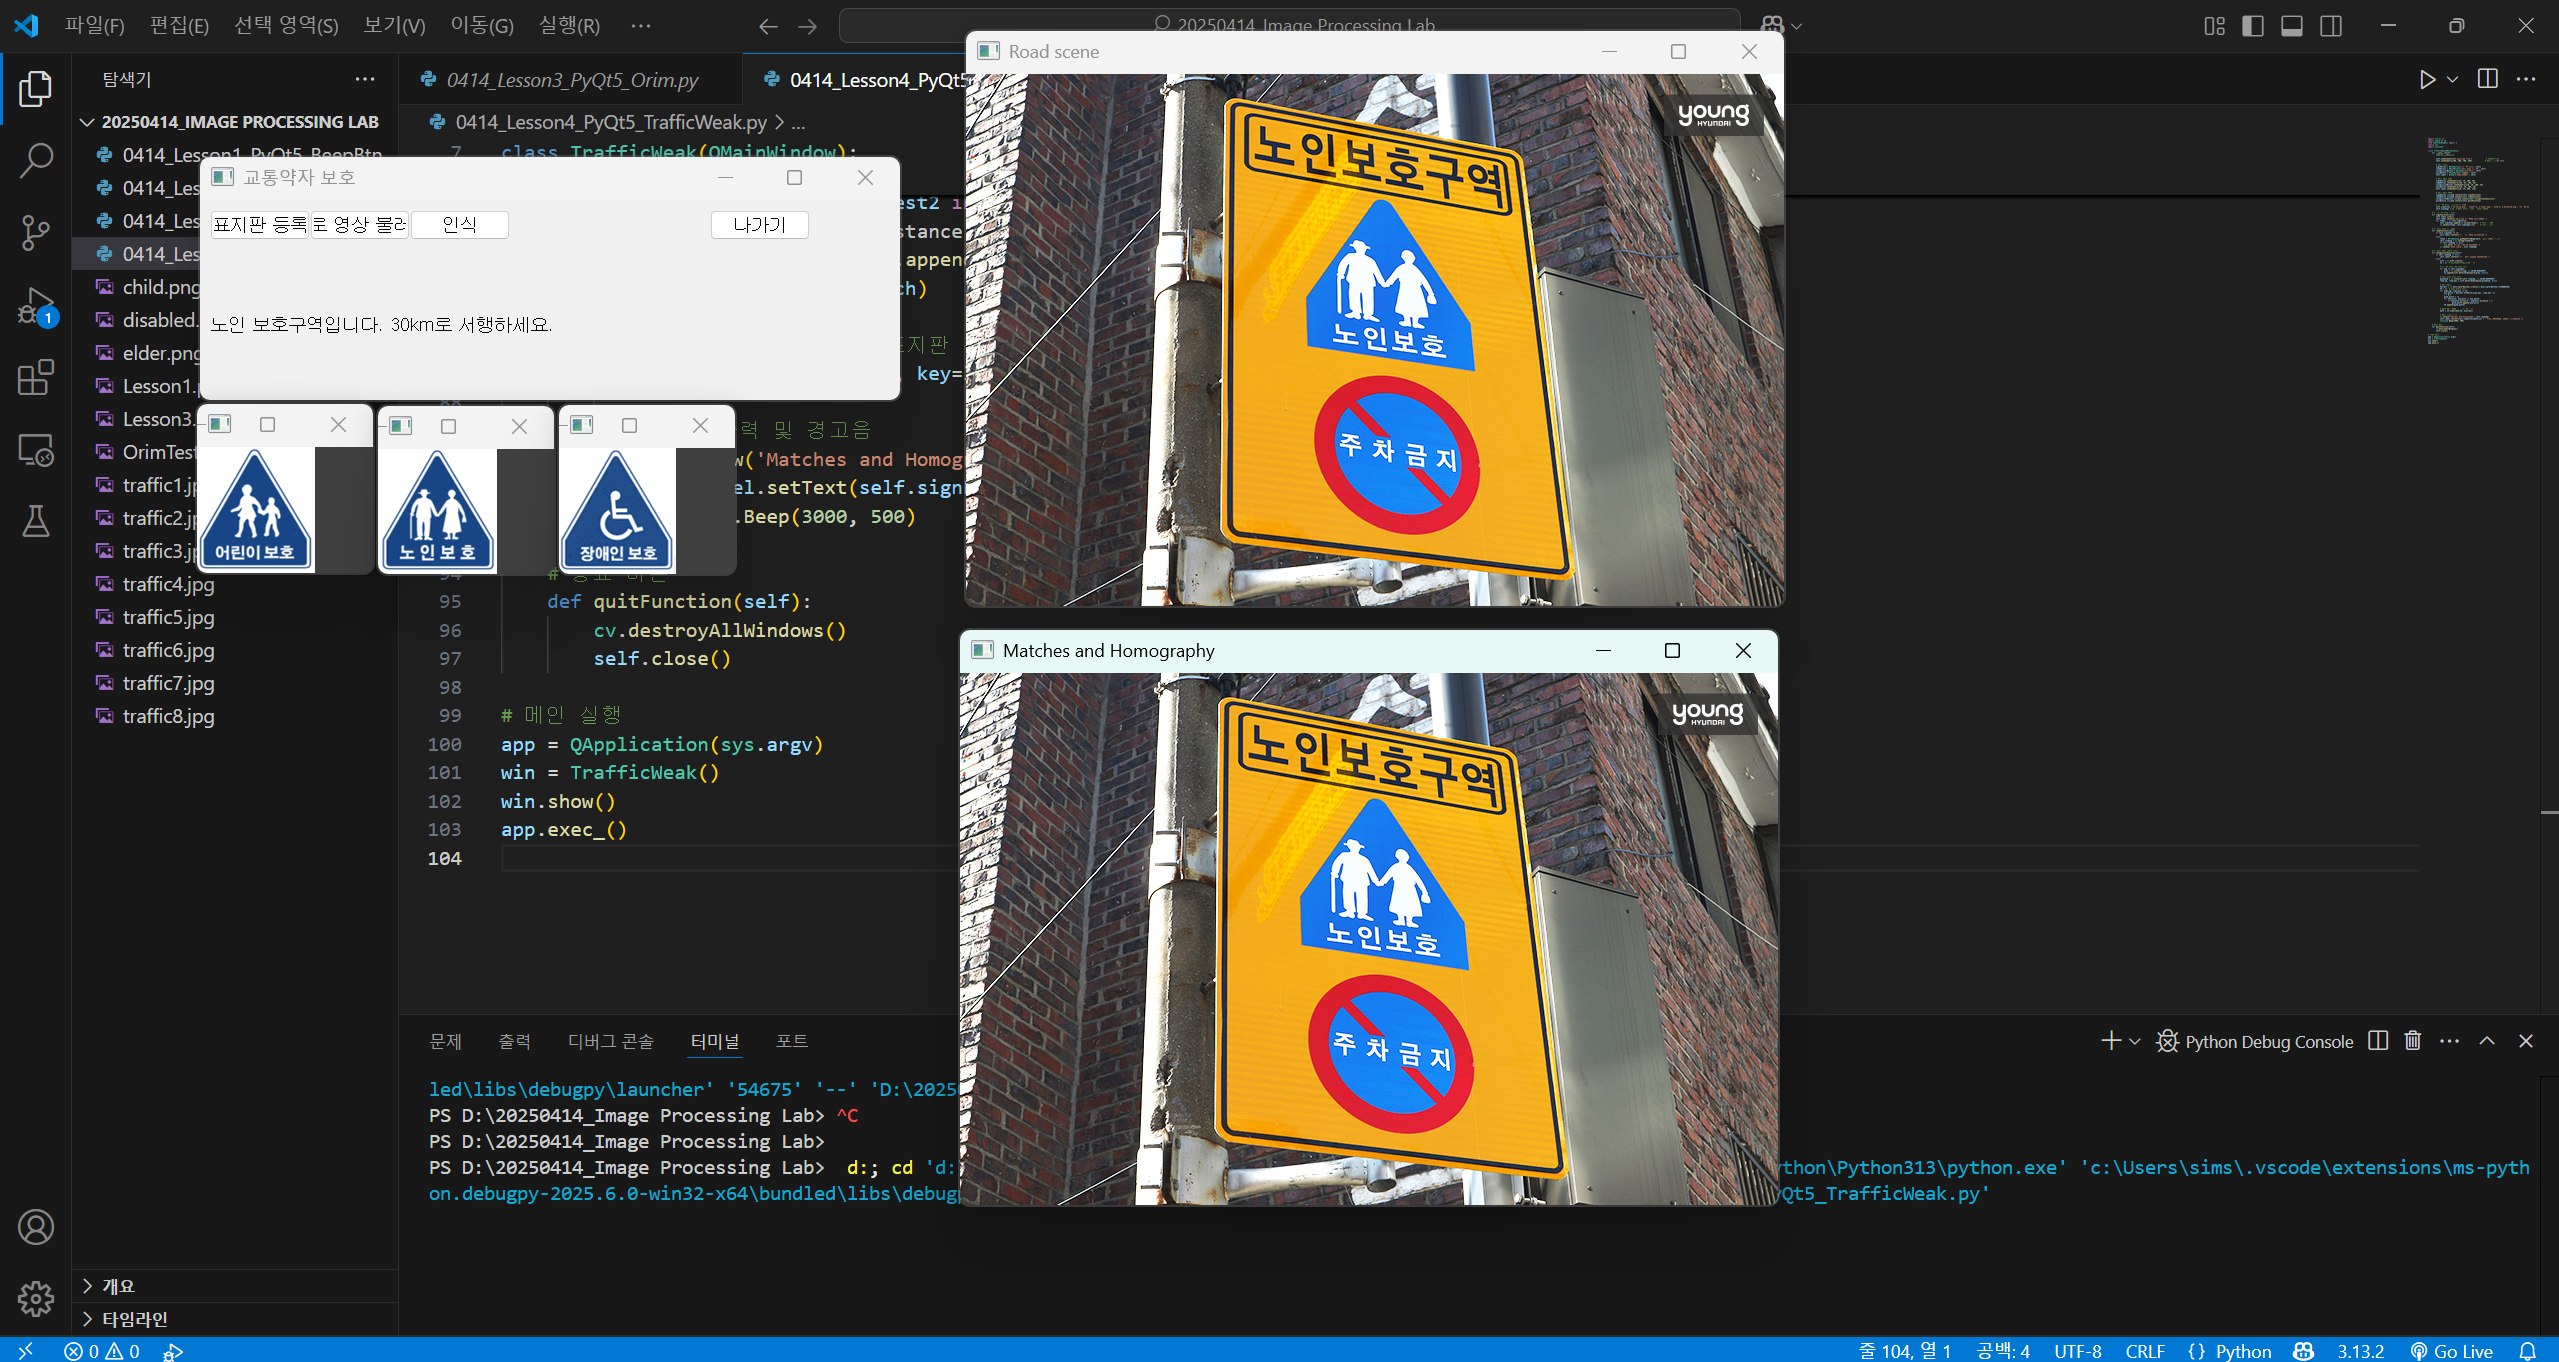 파일(F) 편집(E) 선택 영역(S) 보기(V) 이동(G) 실행(R) ···
20250414_Image Processing Lab
탐색기
20250414_IMAGE PROCESSING LAB
0414_Lesson1_PyQt5_BeepBtn
0414_Les
0414_Les
0414_Les
child.png
disabled.
elder.png
Lesson1.
Lesson3.
OrimTest
traffic1.jp
traffic2.jp
traffic3.jp
traffic4.jpg
traffic5.jpg
traffic6.jpg
traffic7.jpg
traffic8.jpg
개요
타임라인
0414_Lesson3_PyQt5_Orim.py
0414_Lesson4_PyQt5
0414_Lesson4_PyQt5_TrafficWeak.py > ...
7 class TrafficWeak(QMainWindow):
est2 i
stance
.append
ch)
표지판
key=
력 및 경고음
w('Matches and Homog
el.setText(self.sign
.Beep(3000, 500)
95 def quitFunction(self):
96 cv.destroyAllWindows()
97 self.close()
98
99 # 메인 실행
100 app = QApplication(sys.argv)
101 win = TrafficWeak()
102 win.show()
103 app.exec_()
104
교통약자 보호
표지판 등록
로 영상 불러
인식
나가기
노인 보호구역입니다. 30km로 서행하세요.
어린이 보호
노 인 보 호
장애인 보호
Road scene
young
HYUNDAI
노인보호구역
노인보호
주차금지
Matches and Homography
young
HYUNDAI
노인보호구역
노인보호
주차금지
문제 출력 디버그 콘솔 터미널 포트
Python Debug Console
led\libs\debugpy\launcher' '54675' '--' 'D:\2025
PS D:\20250414_Image Processing Lab> ^C
PS D:\20250414_Image Processing Lab>
PS D:\20250414_Image Processing Lab> d:; cd 'd:
ython\Python313\python.exe' 'c:\Users\sims\.vscode\extensions\ms-pyth
on.debugpy-2025.6.0-win32-x64\bundled\libs\debugp
yQt5_TrafficWeak.py'
1
0 0
줄 104, 열 1 공백: 4 UTF-8 CRLF {} Python 3.13.2 Go Live